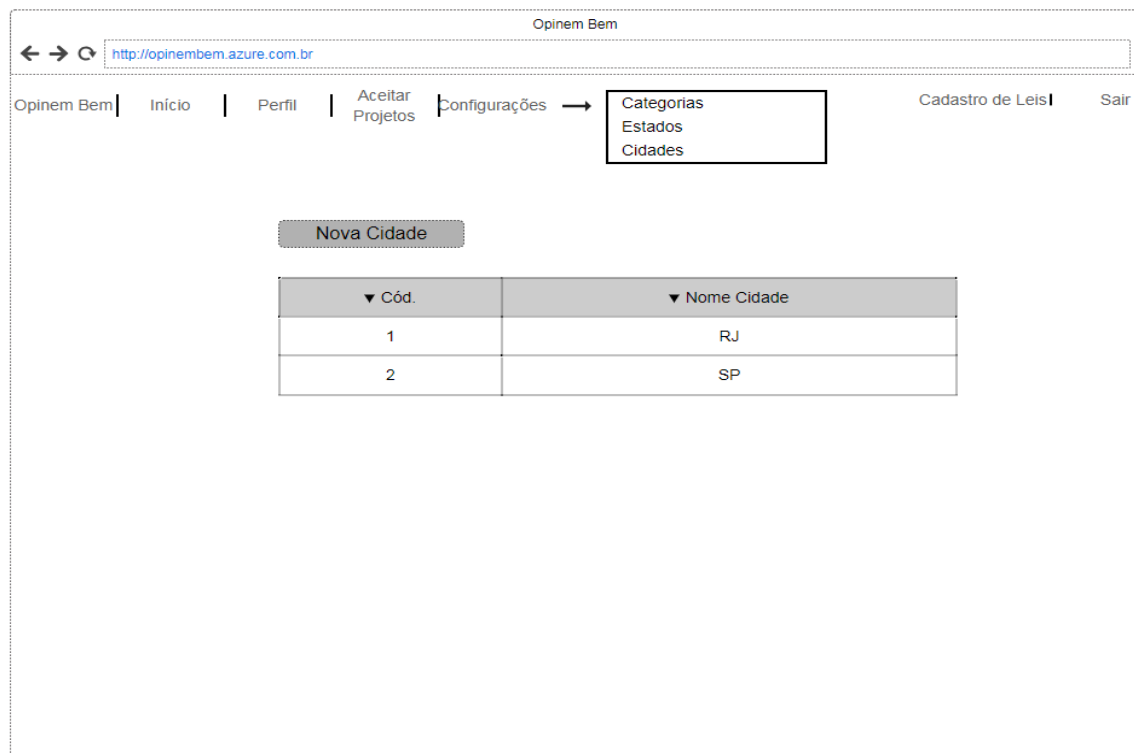 Opinem Bem
http://opinembem.azure.com.br
Opinem Bem Início Perfil Aceitar Projetos Configurações Categorias Cadastro de Leis Sair
Estados
Cidades
Nova Cidade
Cód. Nome Cidade
1 RJ
2 SP